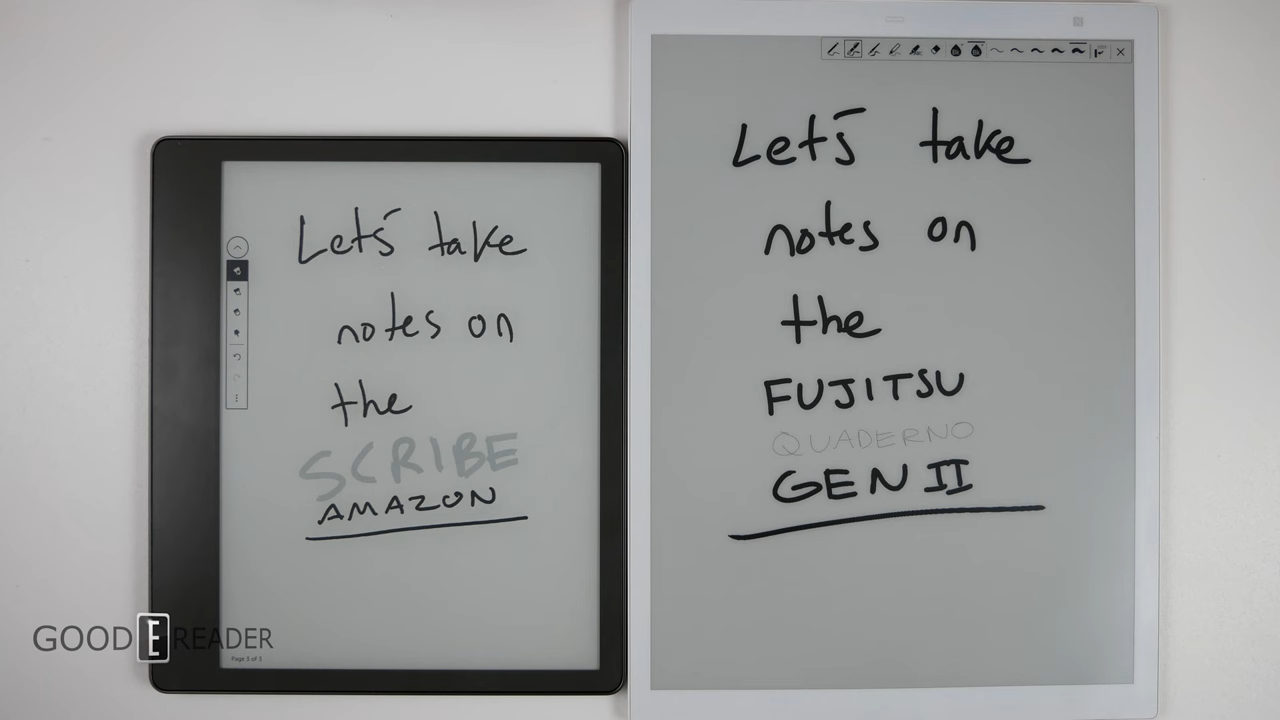 Let's take
notes on
the
SCRIBE
AMAZON
Page 5 of 5
Let's take
notes on
the
FUJITSU
QUADERNO
GEN II
GOOD E READER